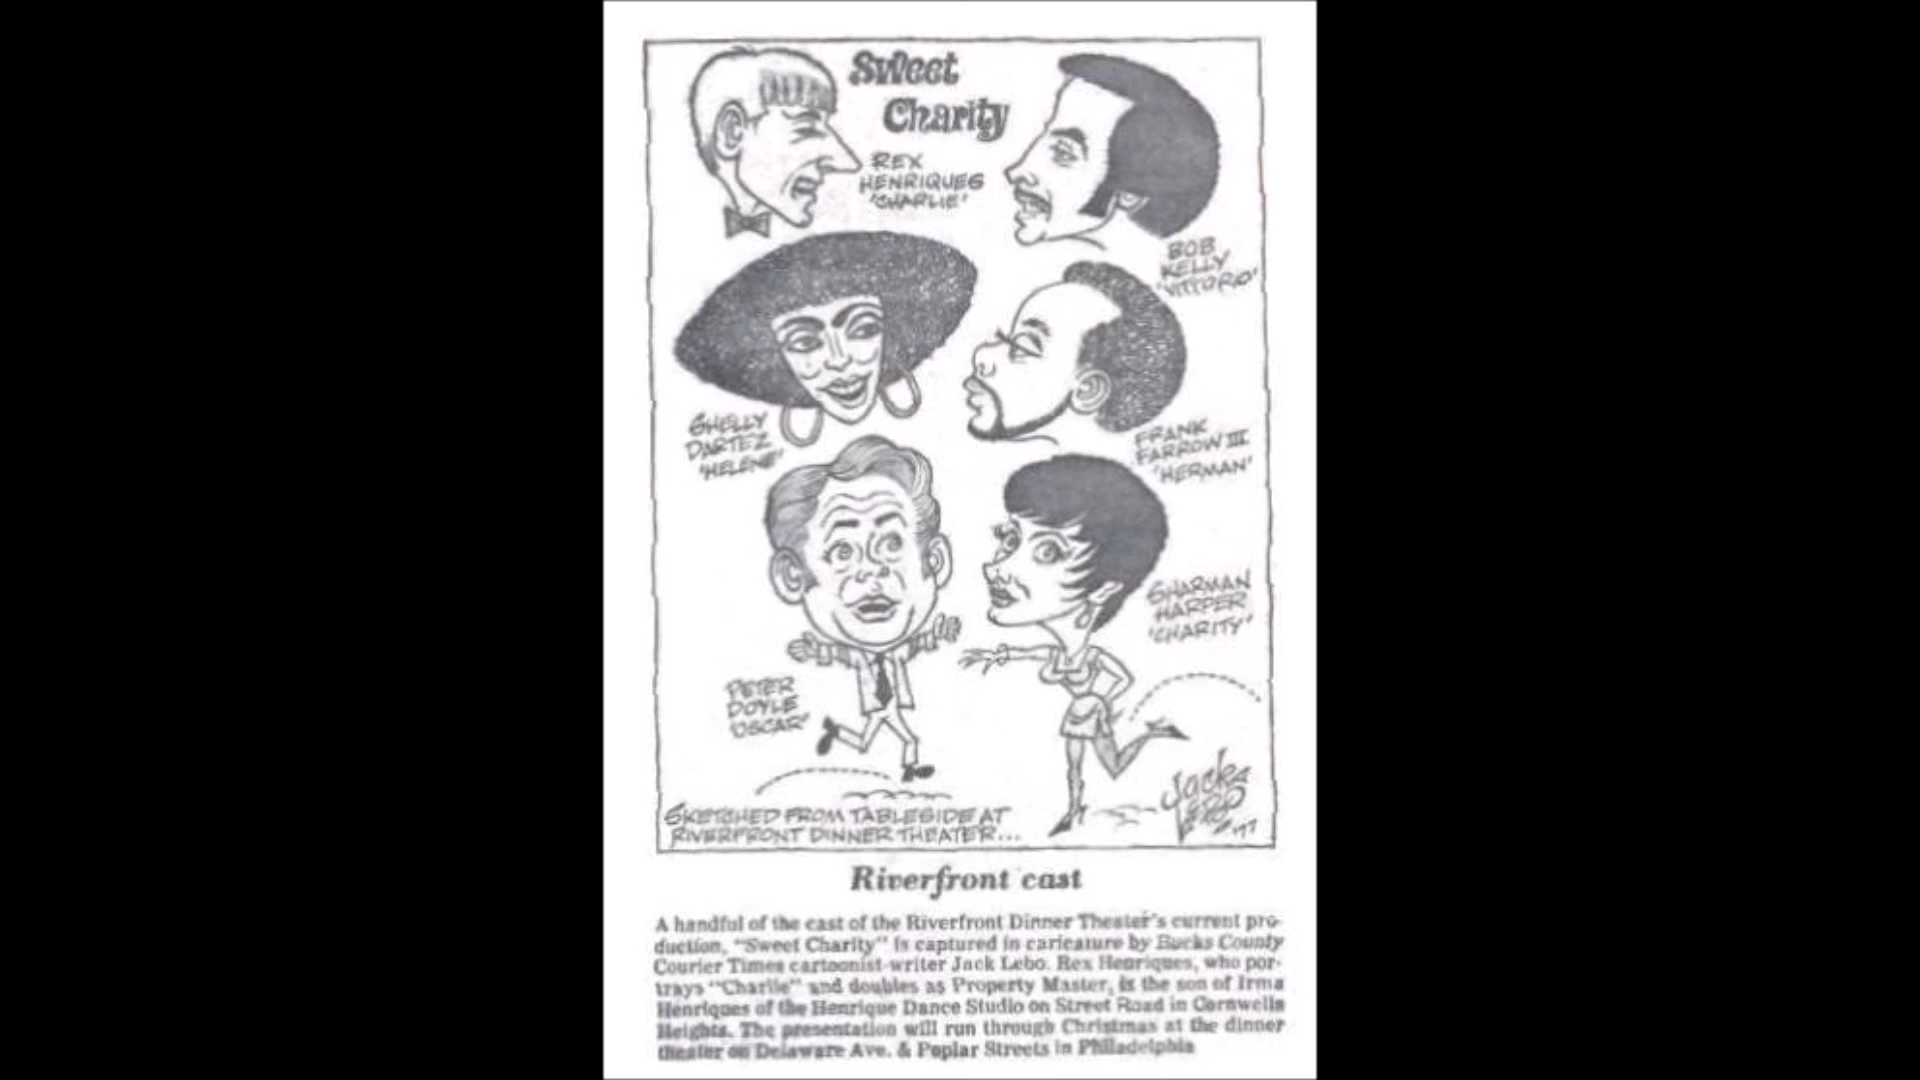 Sweet
Charity
REX
HENRIQUES
'CHARLIE'
BOB
KELLY
'VITTORIO'
SHELLY
DARTEZ
'HELENE'
FRANK
FARROW III
'HERMAN'
SHARMAN
HARPER
'CHARITY'
PETER
DOYLE
'OSCAR'
Jack
LEBO
'77
SKETCHED FROM TABLESIDE AT
RIVERFRONT DINNER THEATER...
Riverfront cast
A handful of the cast of the Riverfront Dinner Theater's current pro-
duction, "Sweet Charity" is captured in caricature by Bucks County
Courier Times cartoonist-writer Jack Lebo. Rex Henriques, who por-
trays "Charlie" and doubles as Property Master, is the son of Irma
Henriques of the Henrique Dance Studio on Street Road in Cornwells
Heights. The presentation will run through Christmas at the dinner
theater on Delaware Ave. & Poplar Streets in Philadelphia